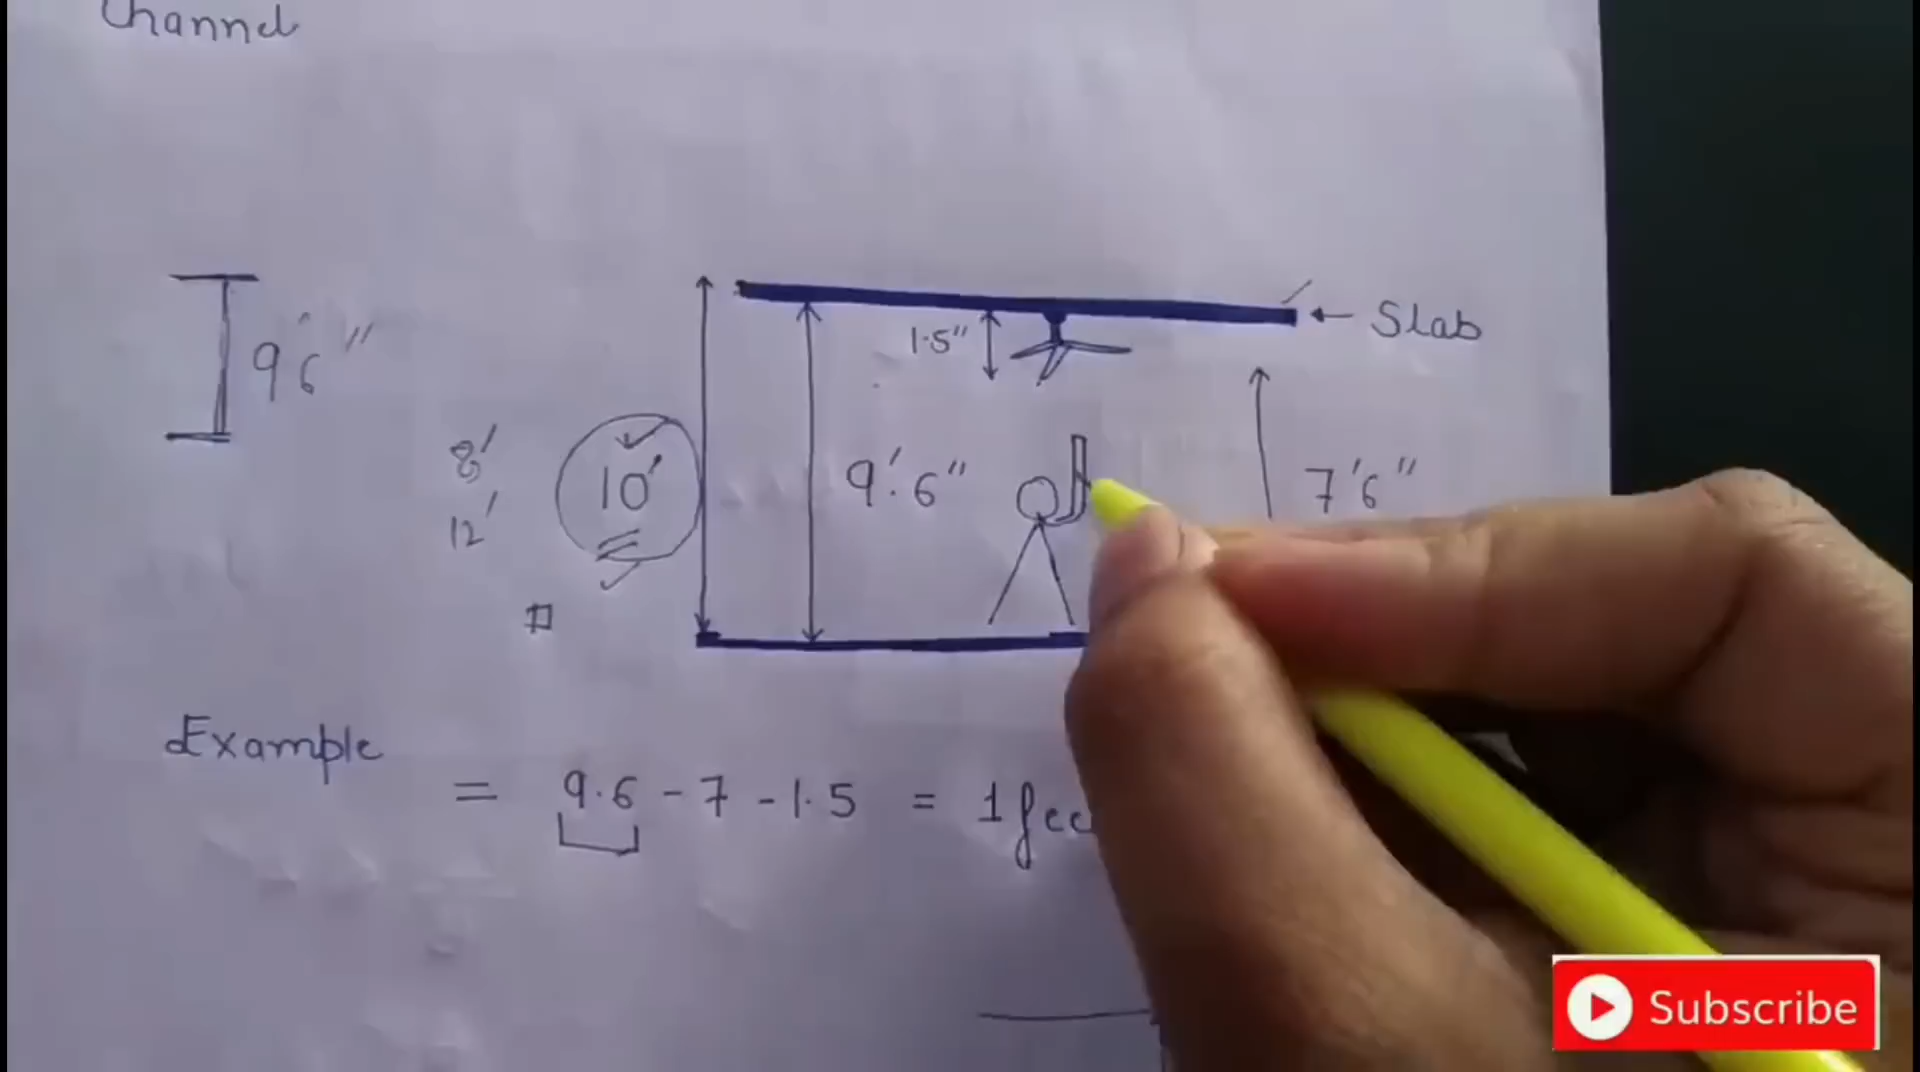 Channel
9'6"
1.5"
Slab
8'
12'
10'
9'.6"
7'6"
Example
= 9.6 - 7 - 1.5 = 1 fee
Subscribe